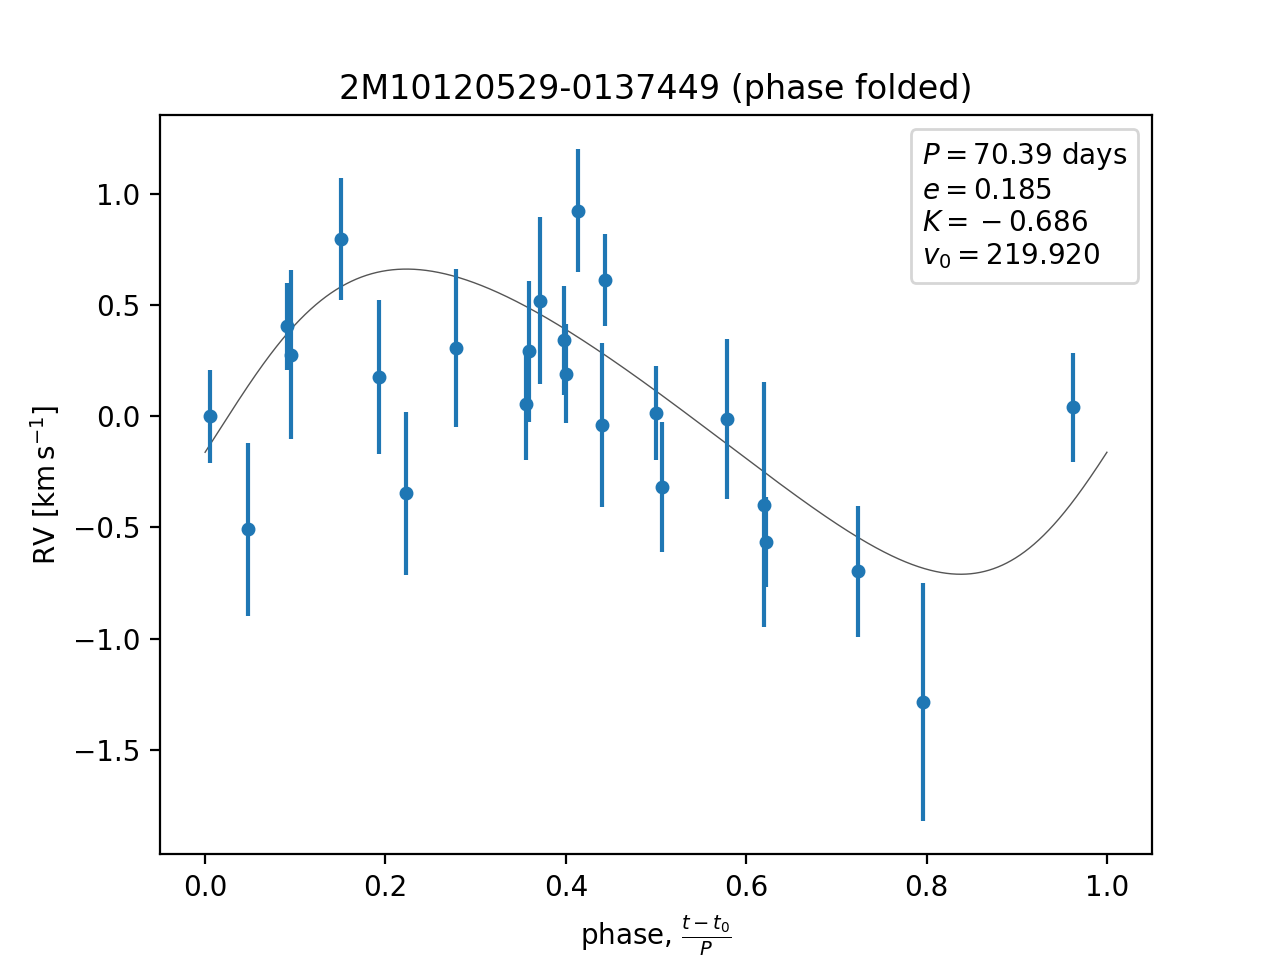 2M10120529-0137449 (phase folded)
P = 70.39 days
e = 0.185
K = −0.686
v₀ = 219.920
1.0
0.5
0.0
−0.5
−1.0
−1.5
RV [km s⁻¹]
0.0 0.2 0.4 0.6 0.8 1.0
phase, (t − t₀)/P